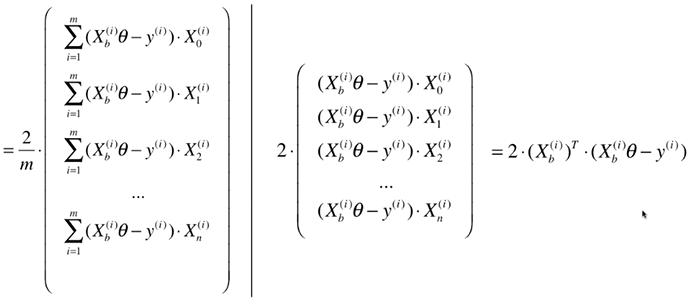 = \frac{2}{m} \cdot \begin{pmatrix} \sum_{i=1}^{m} (X_b^{(i)}\theta - y^{(i)}) \cdot X_0^{(i)} \\ \sum_{i=1}^{m} (X_b^{(i)}\theta - y^{(i)}) \cdot X_1^{(i)} \\ \sum_{i=1}^{m} (X_b^{(i)}\theta - y^{(i)}) \cdot X_2^{(i)} \\ ... \\ \sum_{i=1}^{m} (X_b^{(i)}\theta - y^{(i)}) \cdot X_n^{(i)} \end{pmatrix}
2 \cdot \begin{pmatrix} (X_b^{(i)}\theta - y^{(i)}) \cdot X_0^{(i)} \\ (X_b^{(i)}\theta - y^{(i)}) \cdot X_1^{(i)} \\ (X_b^{(i)}\theta - y^{(i)}) \cdot X_2^{(i)} \\ ... \\ (X_b^{(i)}\theta - y^{(i)}) \cdot X_n^{(i)} \end{pmatrix} = 2 \cdot (X_b^{(i)})^T \cdot (X_b^{(i)}\theta - y^{(i)})